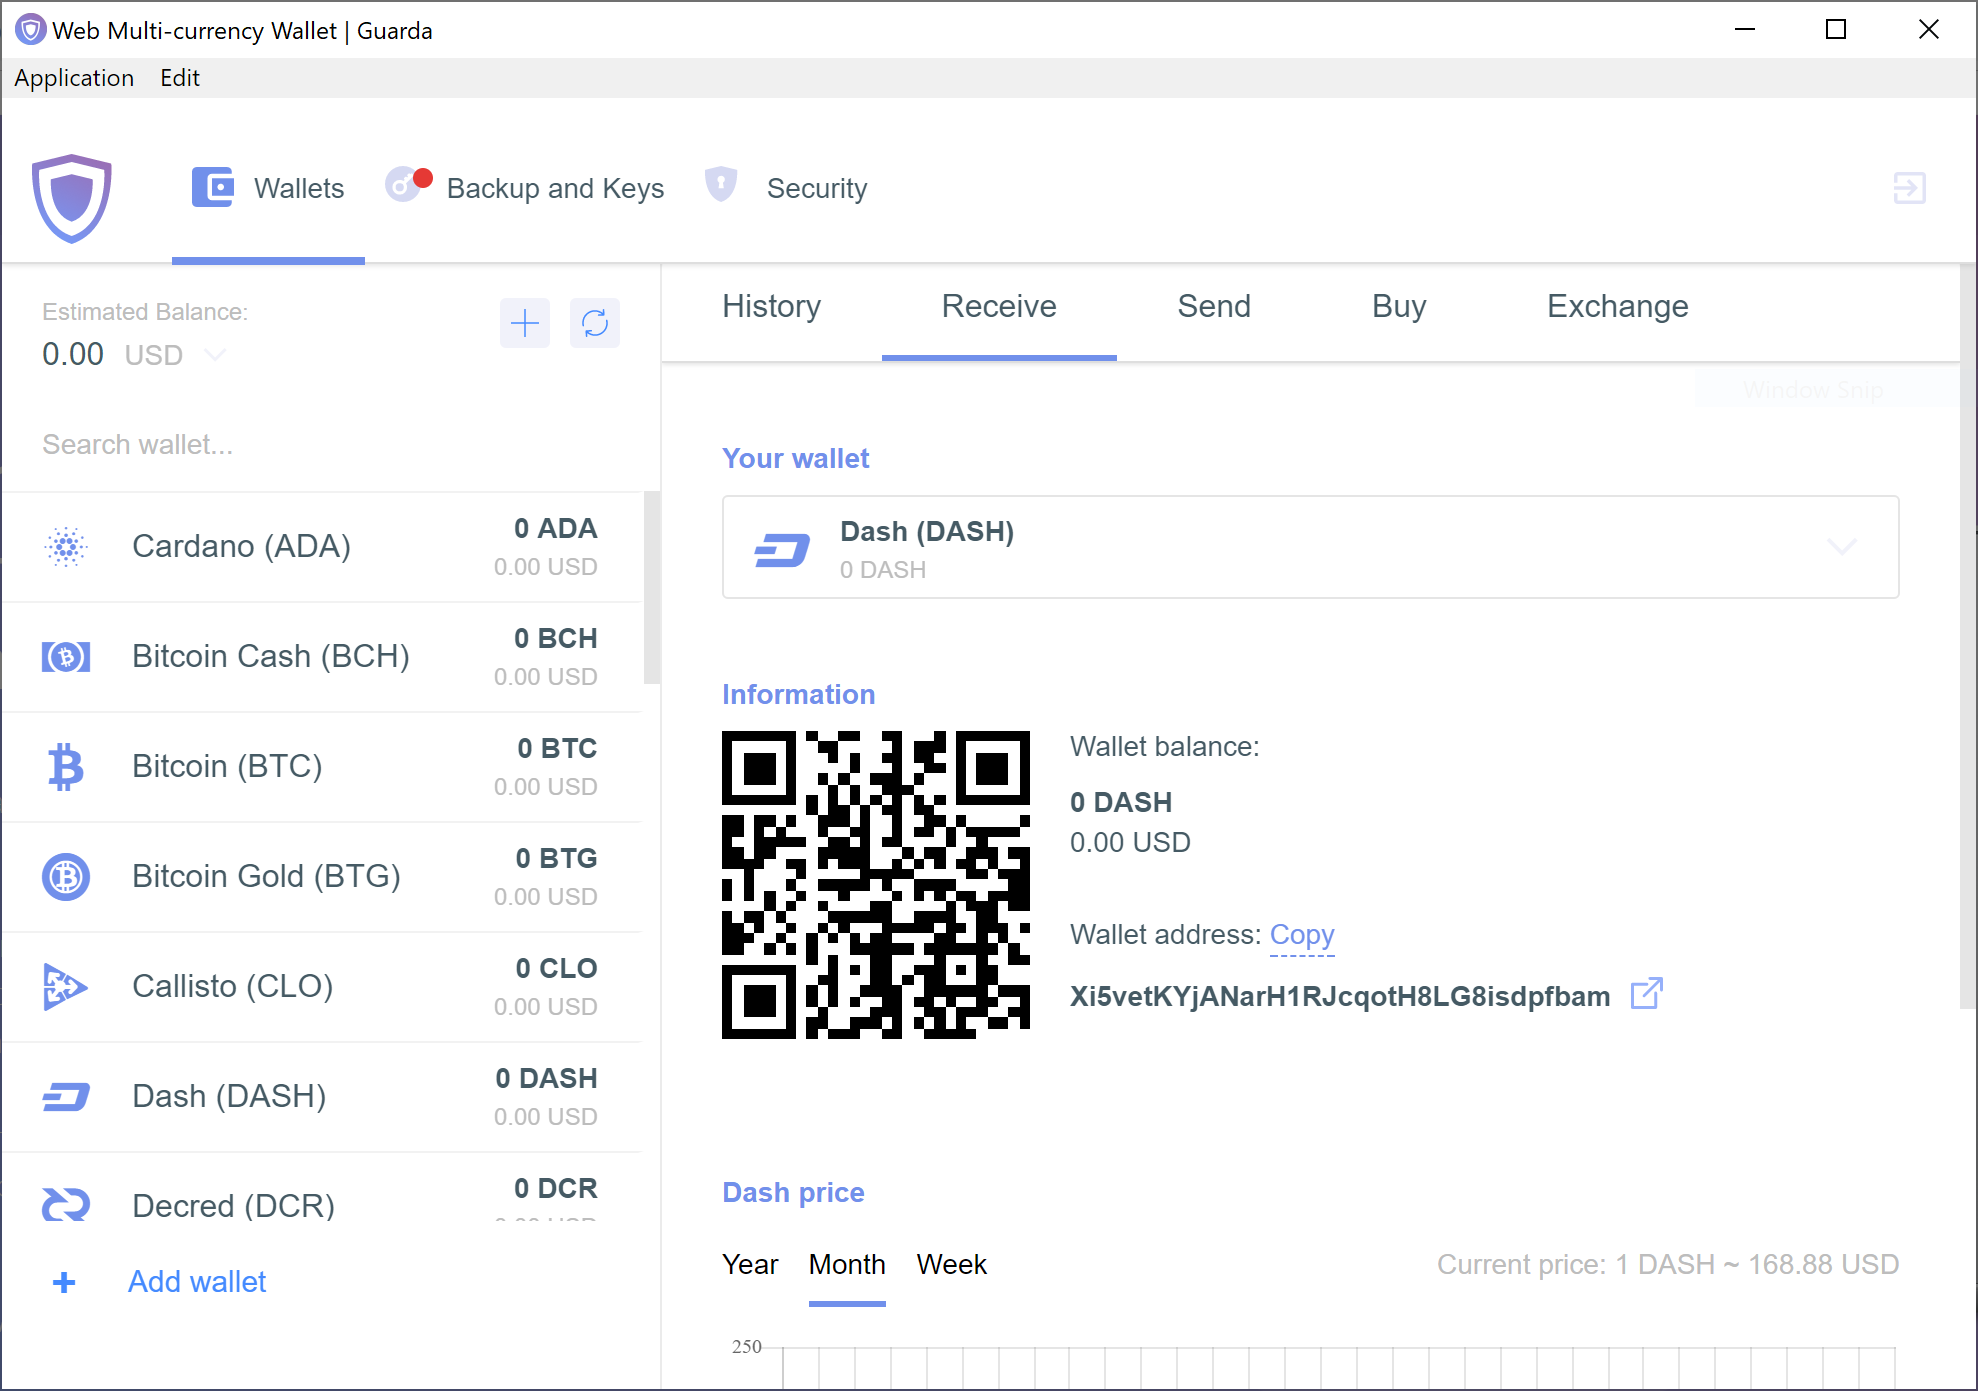 Web Multi-currency Wallet | Guarda
Application Edit
Wallets Backup and Keys Security
Estimated Balance:
0.00 USD
Search wallet...
Cardano (ADA) 0 ADA
0.00 USD
Bitcoin Cash (BCH) 0 BCH
0.00 USD
Bitcoin (BTC) 0 BTC
0.00 USD
Bitcoin Gold (BTG) 0 BTG
0.00 USD
Callisto (CLO) 0 CLO
0.00 USD
Dash (DASH) 0 DASH
0.00 USD
Decred (DCR) 0 DCR
0.00 USD
+ Add wallet
History Receive Send Buy Exchange
Window Snip
Your wallet
Dash (DASH)
0 DASH
Information
Wallet balance:
0 DASH
0.00 USD
Wallet address: Copy
Xi5vetKYjANarH1RJcqotH8LG8isdpfbam
Dash price
Year Month Week
Current price: 1 DASH ~ 168.88 USD
250